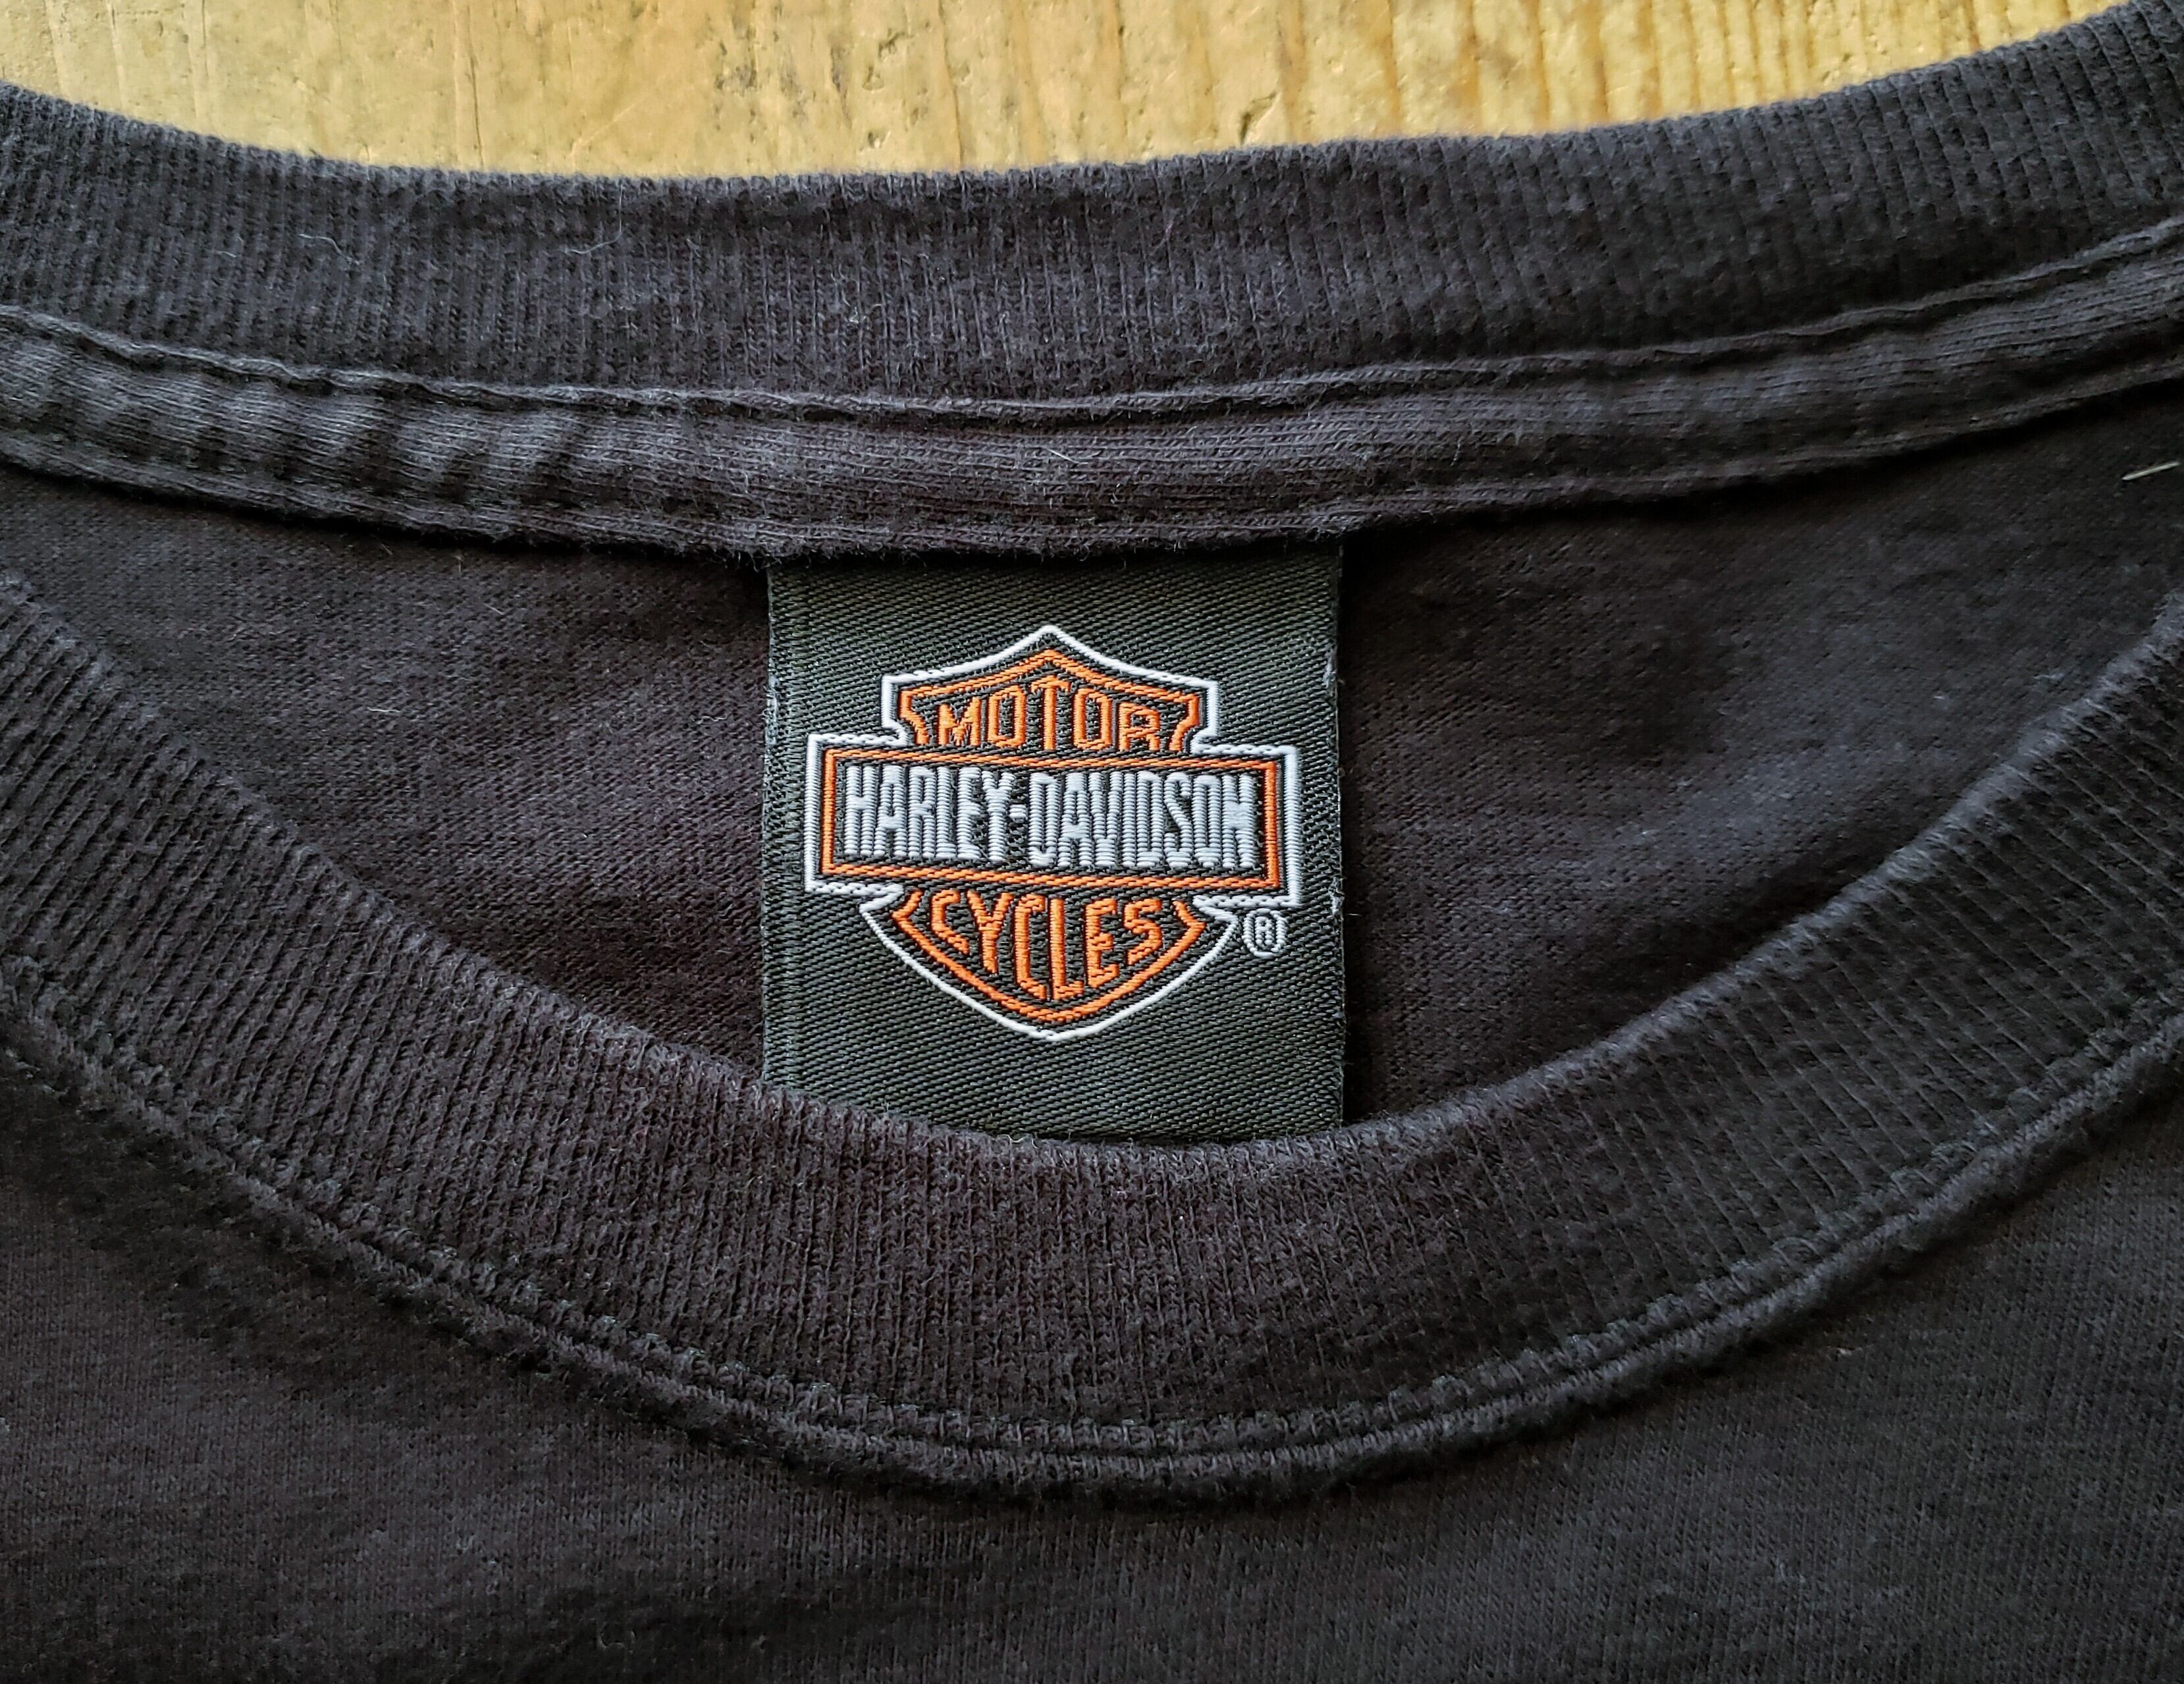 MOTOR
HARLEY-DAVIDSON
CYCLES
®